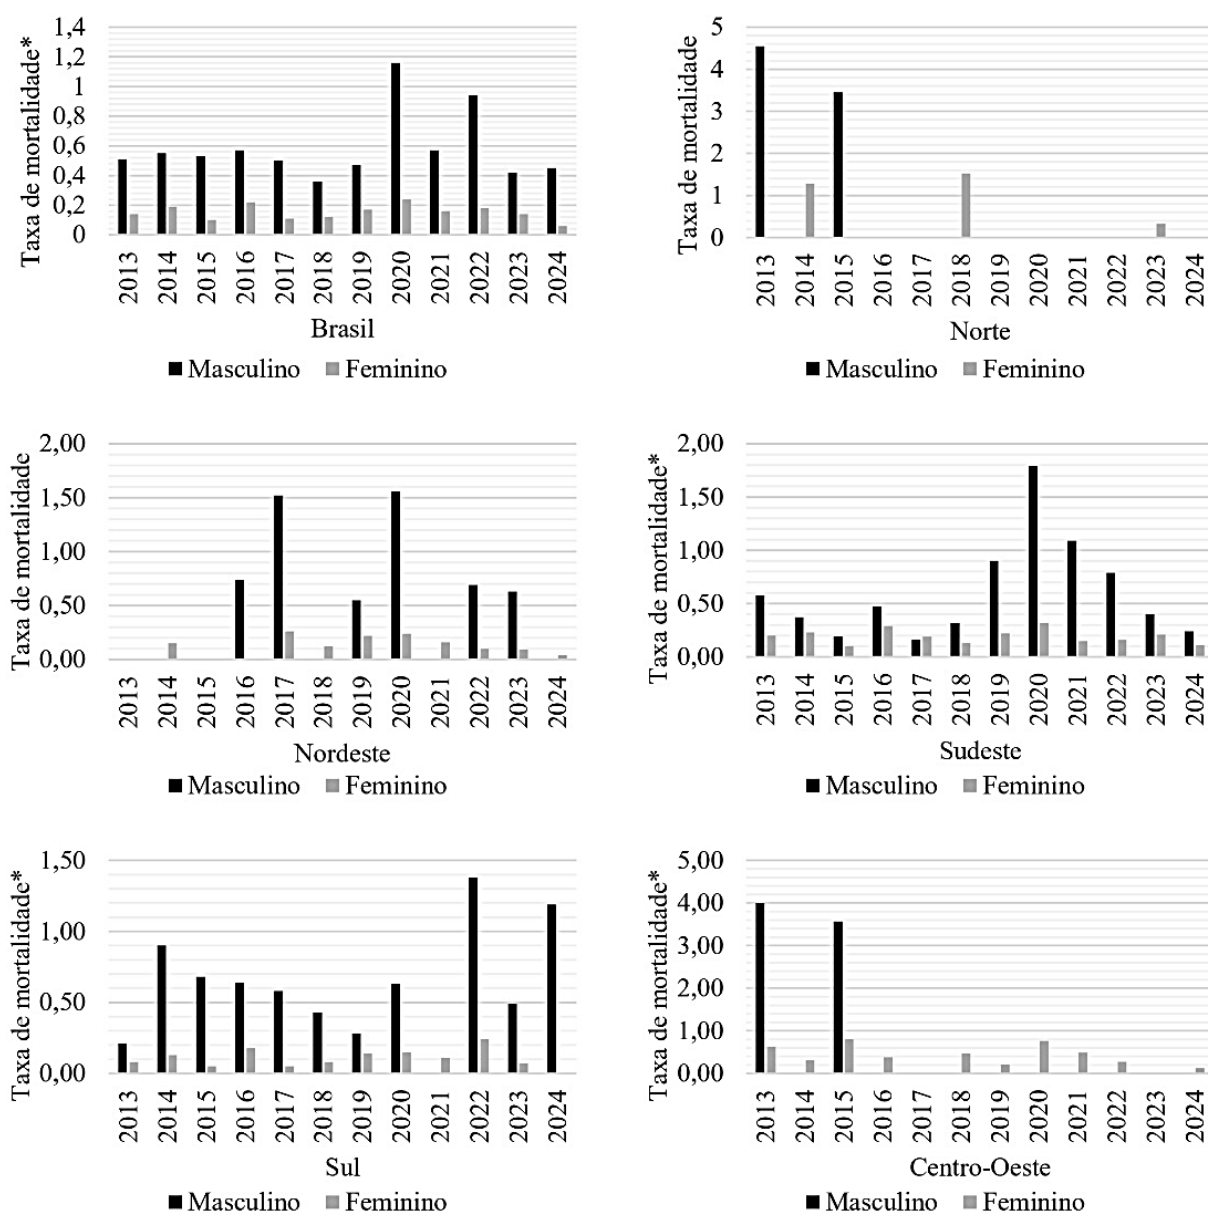 Taxa de mortalidade*
1,4
1,2
1
0,8
0,6
0,4
0,2
0
2013 2014 2015 2016 2017 2018 2019 2020 2021 2022 2023 2024
Brasil
Masculino Feminino
Taxa de mortalidade
5
4
3
2
1
0
2013 2014 2015 2016 2017 2018 2019 2020 2021 2022 2023 2024
Norte
Masculino Feminino
Taxa de mortalidade
2,00
1,50
1,00
0,50
0,00
2013 2014 2015 2016 2017 2018 2019 2020 2021 2022 2023 2024
Nordeste
Masculino Feminino
Taxa de mortalidade*
2,00
1,50
1,00
0,50
0,00
2013 2014 2015 2016 2017 2018 2019 2020 2021 2022 2023 2024
Sudeste
Masculino Feminino
Taxa de mortalidade*
1,50
1,00
0,50
0,00
2013 2014 2015 2016 2017 2018 2019 2020 2021 2022 2023 2024
Sul
Masculino Feminino
Taxa de mortalidade*
5,00
4,00
3,00
2,00
1,00
0,00
2013 2014 2015 2016 2017 2018 2019 2020 2021 2022 2023 2024
Centro-Oeste
Masculino Feminino